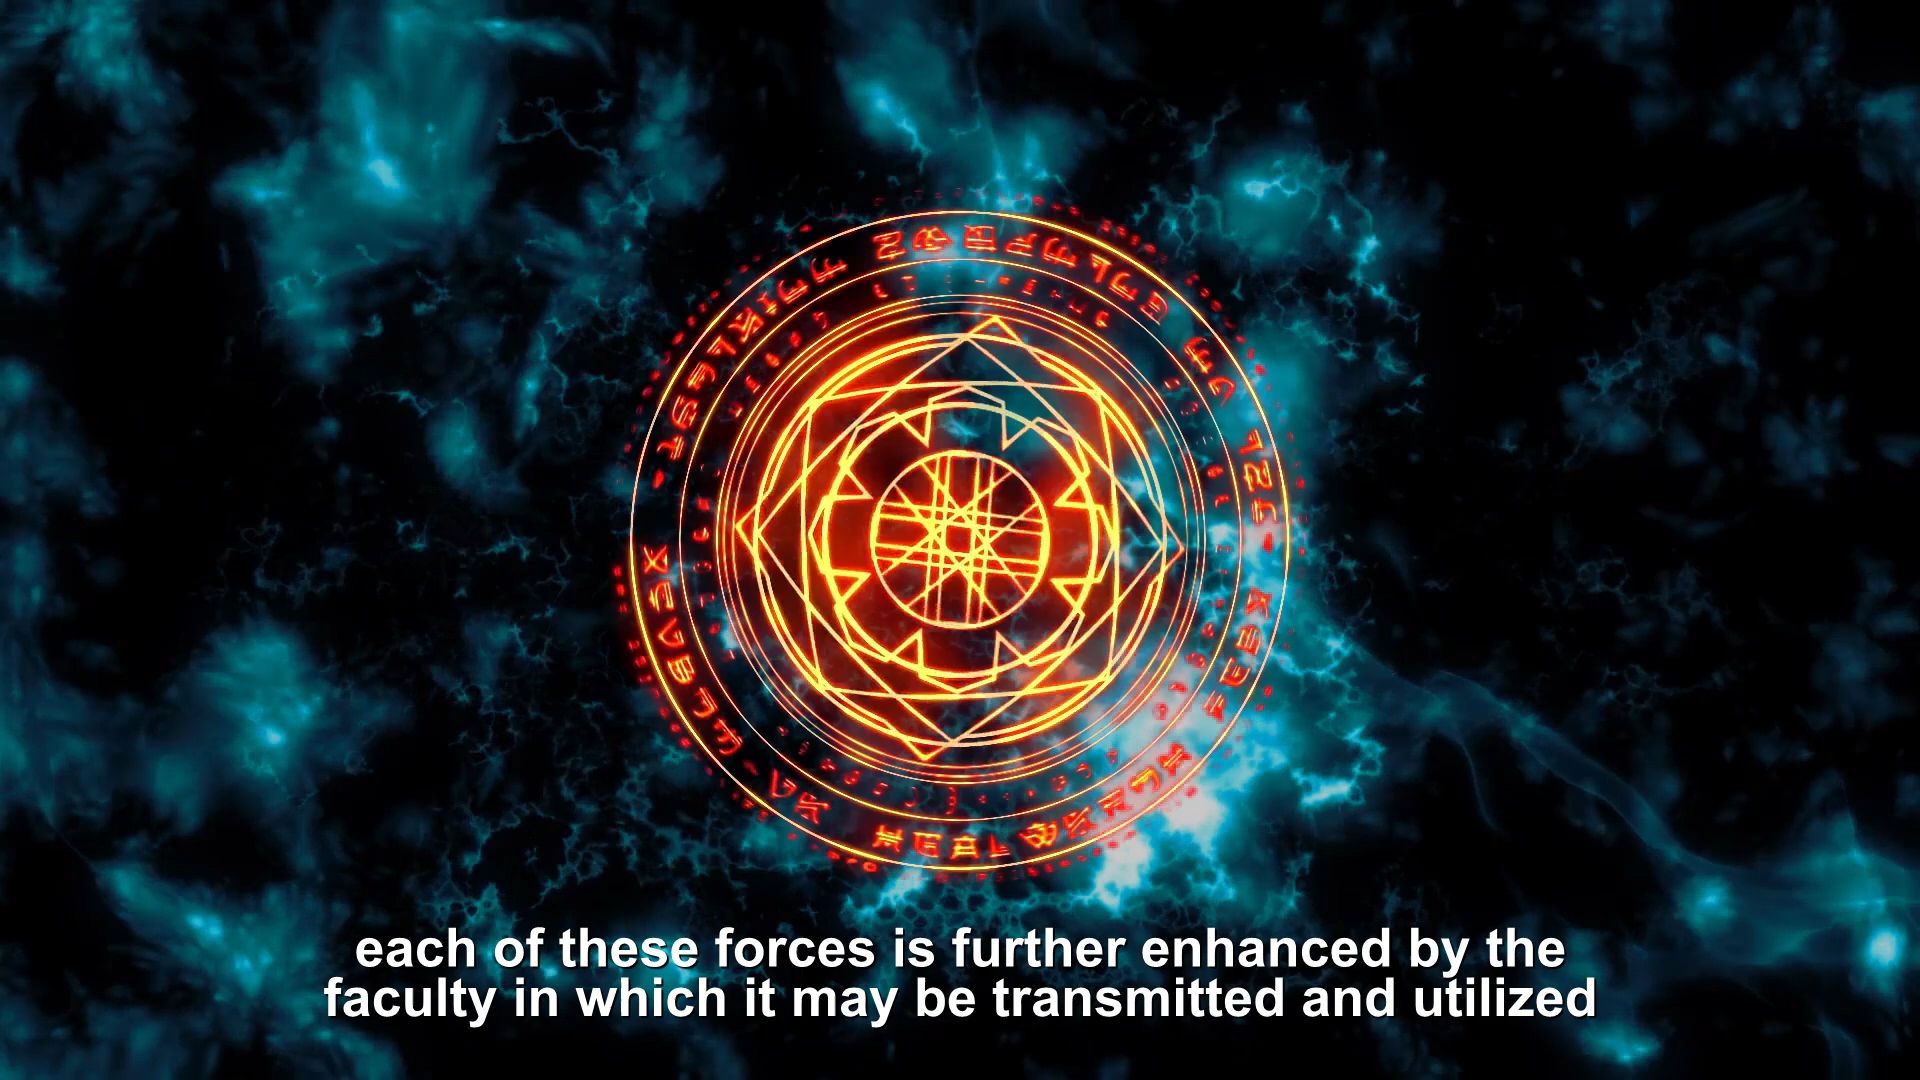 each of these forces is further enhanced by the
faculty in which it may be transmitted and utilized